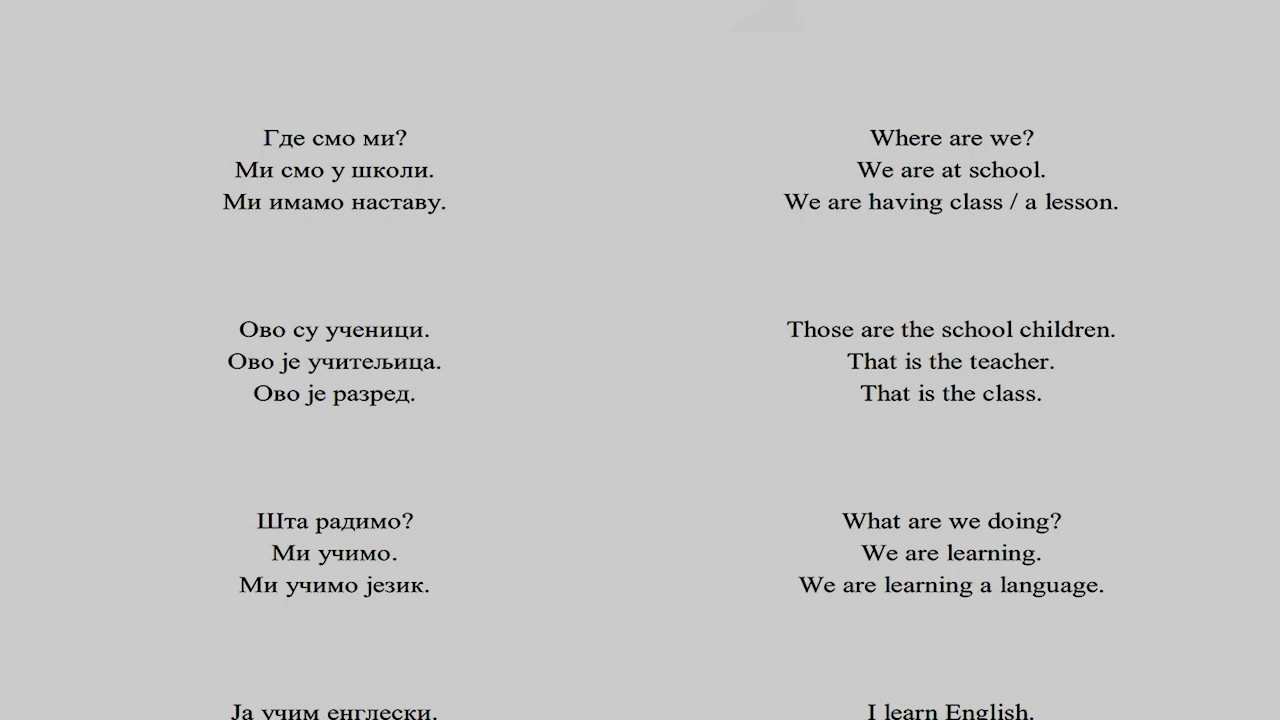 Где смо ми?
Ми смо у школи.
Ми имамо наставу.
Where are we?
We are at school.
We are having class / a lesson.
Ово су ученици.
Ово је учитељица.
Ово је разред.
Those are the school children.
That is the teacher.
That is the class.
Шта радимо?
Ми учимо.
Ми учимо језик.
What are we doing?
We are learning.
We are learning a language.
Ја учим енглески.
I learn English.